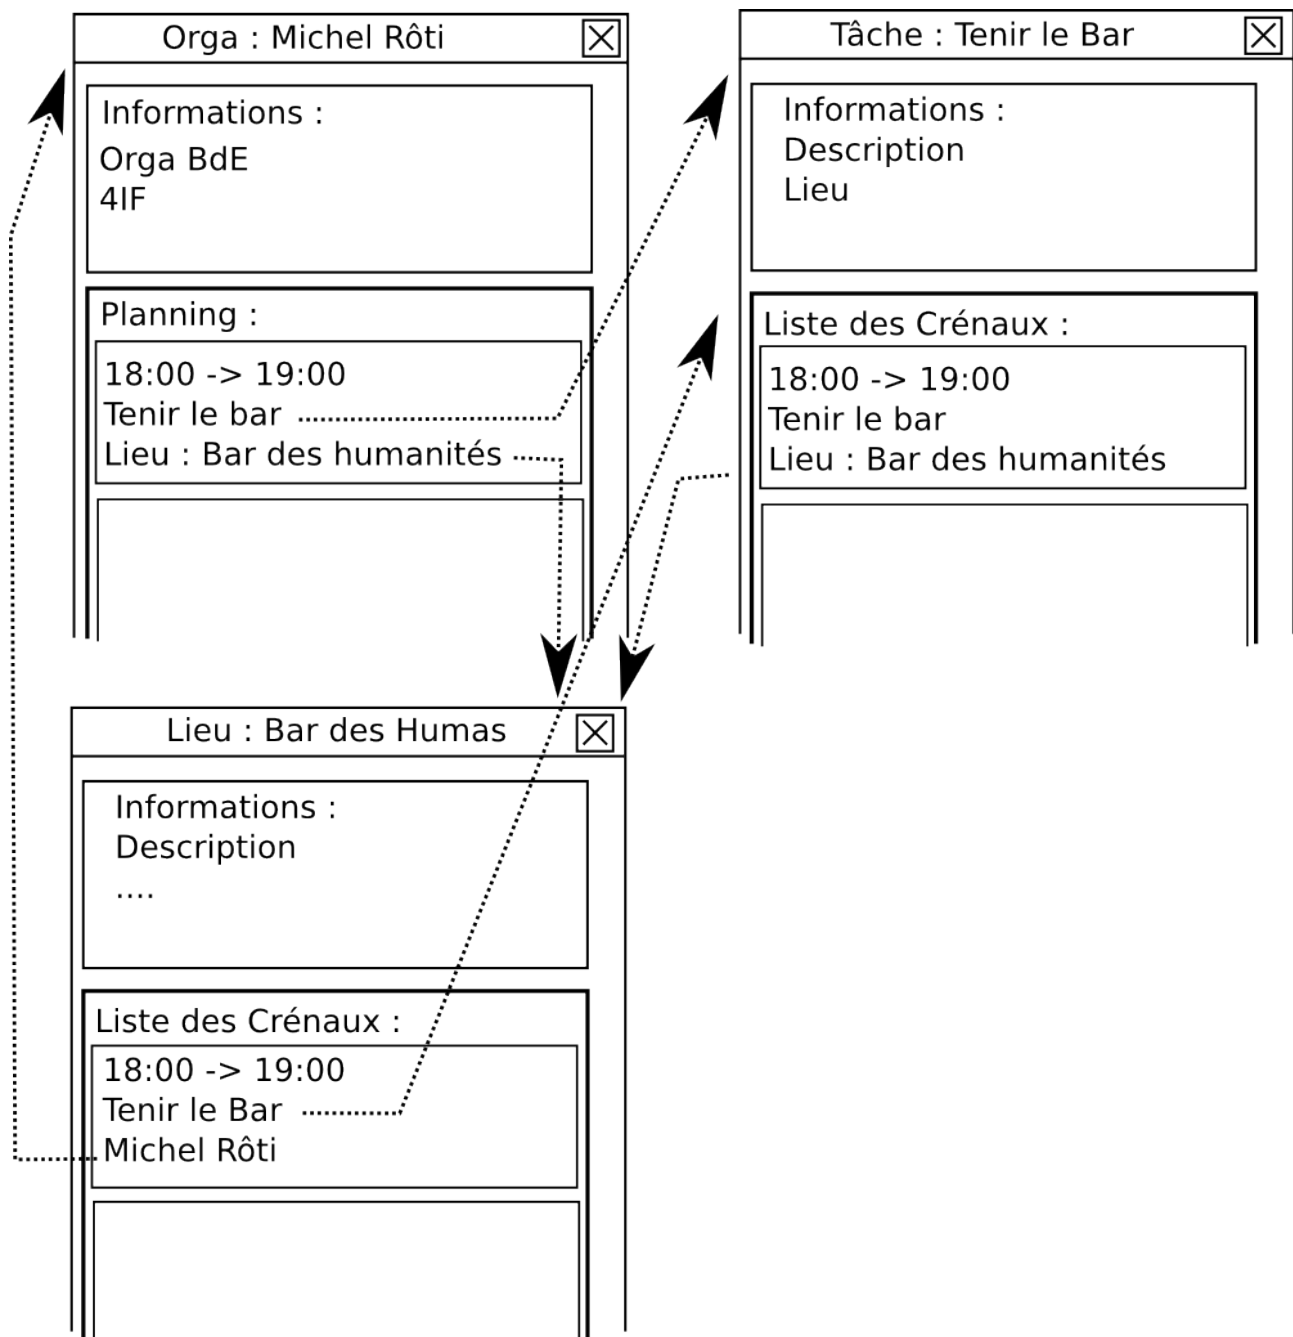 Orga : Michel Rôti
Informations :
Orga BdE
4IF
Planning :
18:00 -> 19:00
Tenir le bar
Lieu : Bar des humanités
Tâche : Tenir le Bar
Informations :
Description
Lieu
Liste des Crénaux :
18:00 -> 19:00
Tenir le bar
Lieu : Bar des humanités
Lieu : Bar des Humas
Informations :
Description
....
Liste des Crénaux :
18:00 -> 19:00
Tenir le Bar
Michel Rôti